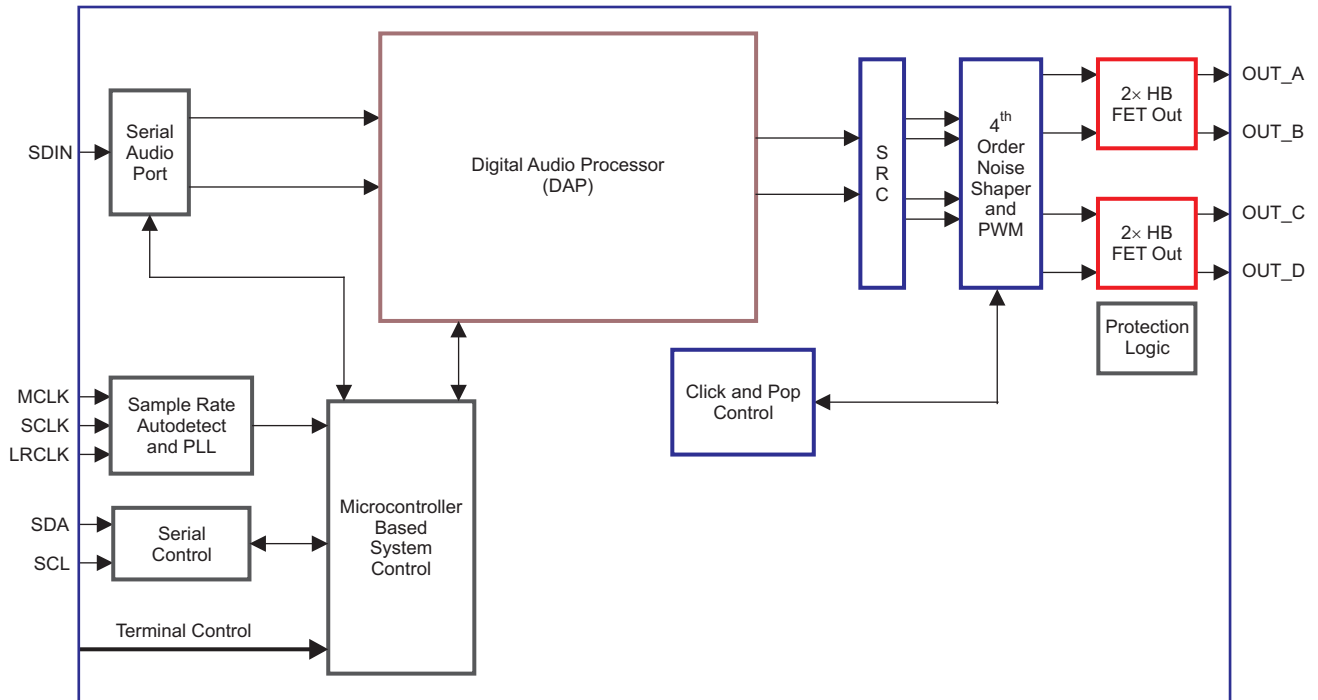 SDIN
Serial
Audio
Port
Digital Audio Processor
(DAP)
S
R
C
4th
Order
Noise
Shaper
and
PWM
2× HB
FET Out
OUT_A
OUT_B
2× HB
FET Out
OUT_C
OUT_D
Protection
Logic
Click and Pop
Control
MCLK
SCLK
LRCLK
Sample Rate
Autodetect
and PLL
SDA
SCL
Serial
Control
Microcontroller
Based
System
Control
Terminal Control